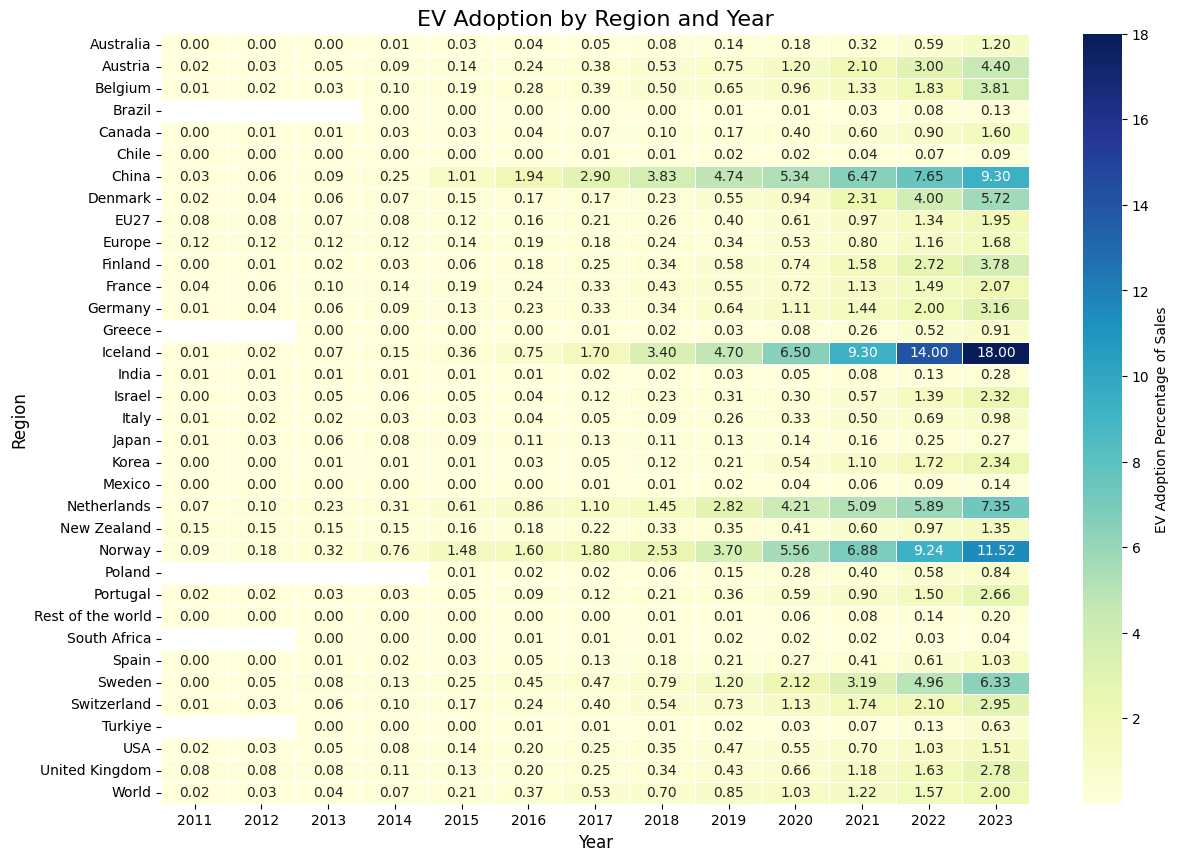 EV Adoption by Region and Year
Australia 0.00 0.00 0.00 0.01 0.03 0.04 0.05 0.08 0.14 0.18 0.32 0.59 1.20
Austria 0.02 0.03 0.05 0.09 0.14 0.24 0.38 0.53 0.75 1.20 2.10 3.00 4.40
Belgium 0.01 0.02 0.03 0.10 0.19 0.28 0.39 0.50 0.65 0.96 1.33 1.83 3.81
Brazil 0.00 0.00 0.00 0.00 0.00 0.01 0.01 0.03 0.08 0.13
Canada 0.00 0.01 0.01 0.03 0.03 0.04 0.07 0.10 0.17 0.40 0.60 0.90 1.60
Chile 0.00 0.00 0.00 0.00 0.00 0.00 0.01 0.01 0.02 0.02 0.04 0.07 0.09
China 0.03 0.06 0.09 0.25 1.01 1.94 2.90 3.83 4.74 5.34 6.47 7.65 9.30
Denmark 0.02 0.04 0.06 0.07 0.15 0.17 0.17 0.23 0.55 0.94 2.31 4.00 5.72
EU27 0.08 0.08 0.07 0.08 0.12 0.16 0.21 0.26 0.40 0.61 0.97 1.34 1.95
Europe 0.12 0.12 0.12 0.12 0.14 0.19 0.18 0.24 0.34 0.53 0.80 1.16 1.68
Finland 0.00 0.01 0.02 0.03 0.06 0.18 0.25 0.34 0.58 0.74 1.58 2.72 3.78
France 0.04 0.06 0.10 0.14 0.19 0.24 0.33 0.43 0.55 0.72 1.13 1.49 2.07
Germany 0.01 0.04 0.06 0.09 0.13 0.23 0.33 0.34 0.64 1.11 1.44 2.00 3.16
Greece 0.00 0.00 0.00 0.00 0.01 0.02 0.03 0.08 0.26 0.52 0.91
Iceland 0.01 0.02 0.07 0.15 0.36 0.75 1.70 3.40 4.70 6.50 9.30 14.00 18.00
India 0.01 0.01 0.01 0.01 0.01 0.01 0.02 0.02 0.03 0.05 0.08 0.13 0.28
Israel 0.00 0.03 0.05 0.06 0.05 0.04 0.12 0.23 0.31 0.30 0.57 1.39 2.32
Italy 0.01 0.02 0.02 0.03 0.03 0.04 0.05 0.09 0.26 0.33 0.50 0.69 0.98
Japan 0.01 0.03 0.06 0.08 0.09 0.11 0.13 0.11 0.13 0.14 0.16 0.25 0.27
Korea 0.00 0.00 0.01 0.01 0.01 0.03 0.05 0.12 0.21 0.54 1.10 1.72 2.34
Mexico 0.00 0.00 0.00 0.00 0.00 0.00 0.01 0.01 0.02 0.04 0.06 0.09 0.14
Netherlands 0.07 0.10 0.23 0.31 0.61 0.86 1.10 1.45 2.82 4.21 5.09 5.89 7.35
New Zealand 0.15 0.15 0.15 0.15 0.16 0.18 0.22 0.33 0.35 0.41 0.60 0.97 1.35
Norway 0.09 0.18 0.32 0.76 1.48 1.60 1.80 2.53 3.70 5.56 6.88 9.24 11.52
Poland 0.01 0.02 0.02 0.06 0.15 0.28 0.40 0.58 0.84
Portugal 0.02 0.02 0.03 0.03 0.05 0.09 0.12 0.21 0.36 0.59 0.90 1.50 2.66
Rest of the world 0.00 0.00 0.00 0.00 0.00 0.00 0.00 0.01 0.01 0.06 0.08 0.14 0.20
South Africa 0.00 0.00 0.00 0.01 0.01 0.01 0.02 0.02 0.02 0.03 0.04
Spain 0.00 0.00 0.01 0.02 0.03 0.05 0.13 0.18 0.21 0.27 0.41 0.61 1.03
Sweden 0.00 0.05 0.08 0.13 0.25 0.45 0.47 0.79 1.20 2.12 3.19 4.96 6.33
Switzerland 0.01 0.03 0.06 0.10 0.17 0.24 0.40 0.54 0.73 1.13 1.74 2.10 2.95
Turkiye 0.00 0.00 0.00 0.01 0.01 0.01 0.02 0.03 0.07 0.13 0.63
USA 0.02 0.03 0.05 0.08 0.14 0.20 0.25 0.35 0.47 0.55 0.70 1.03 1.51
United Kingdom 0.08 0.08 0.08 0.11 0.13 0.20 0.25 0.34 0.43 0.66 1.18 1.63 2.78
World 0.02 0.03 0.04 0.07 0.21 0.37 0.53 0.70 0.85 1.03 1.22 1.57 2.00
2011 2012 2013 2014 2015 2016 2017 2018 2019 2020 2021 2022 2023
Year
Region
18
16
14
12
10
8
6
4
2
EV Adoption Percentage of Sales